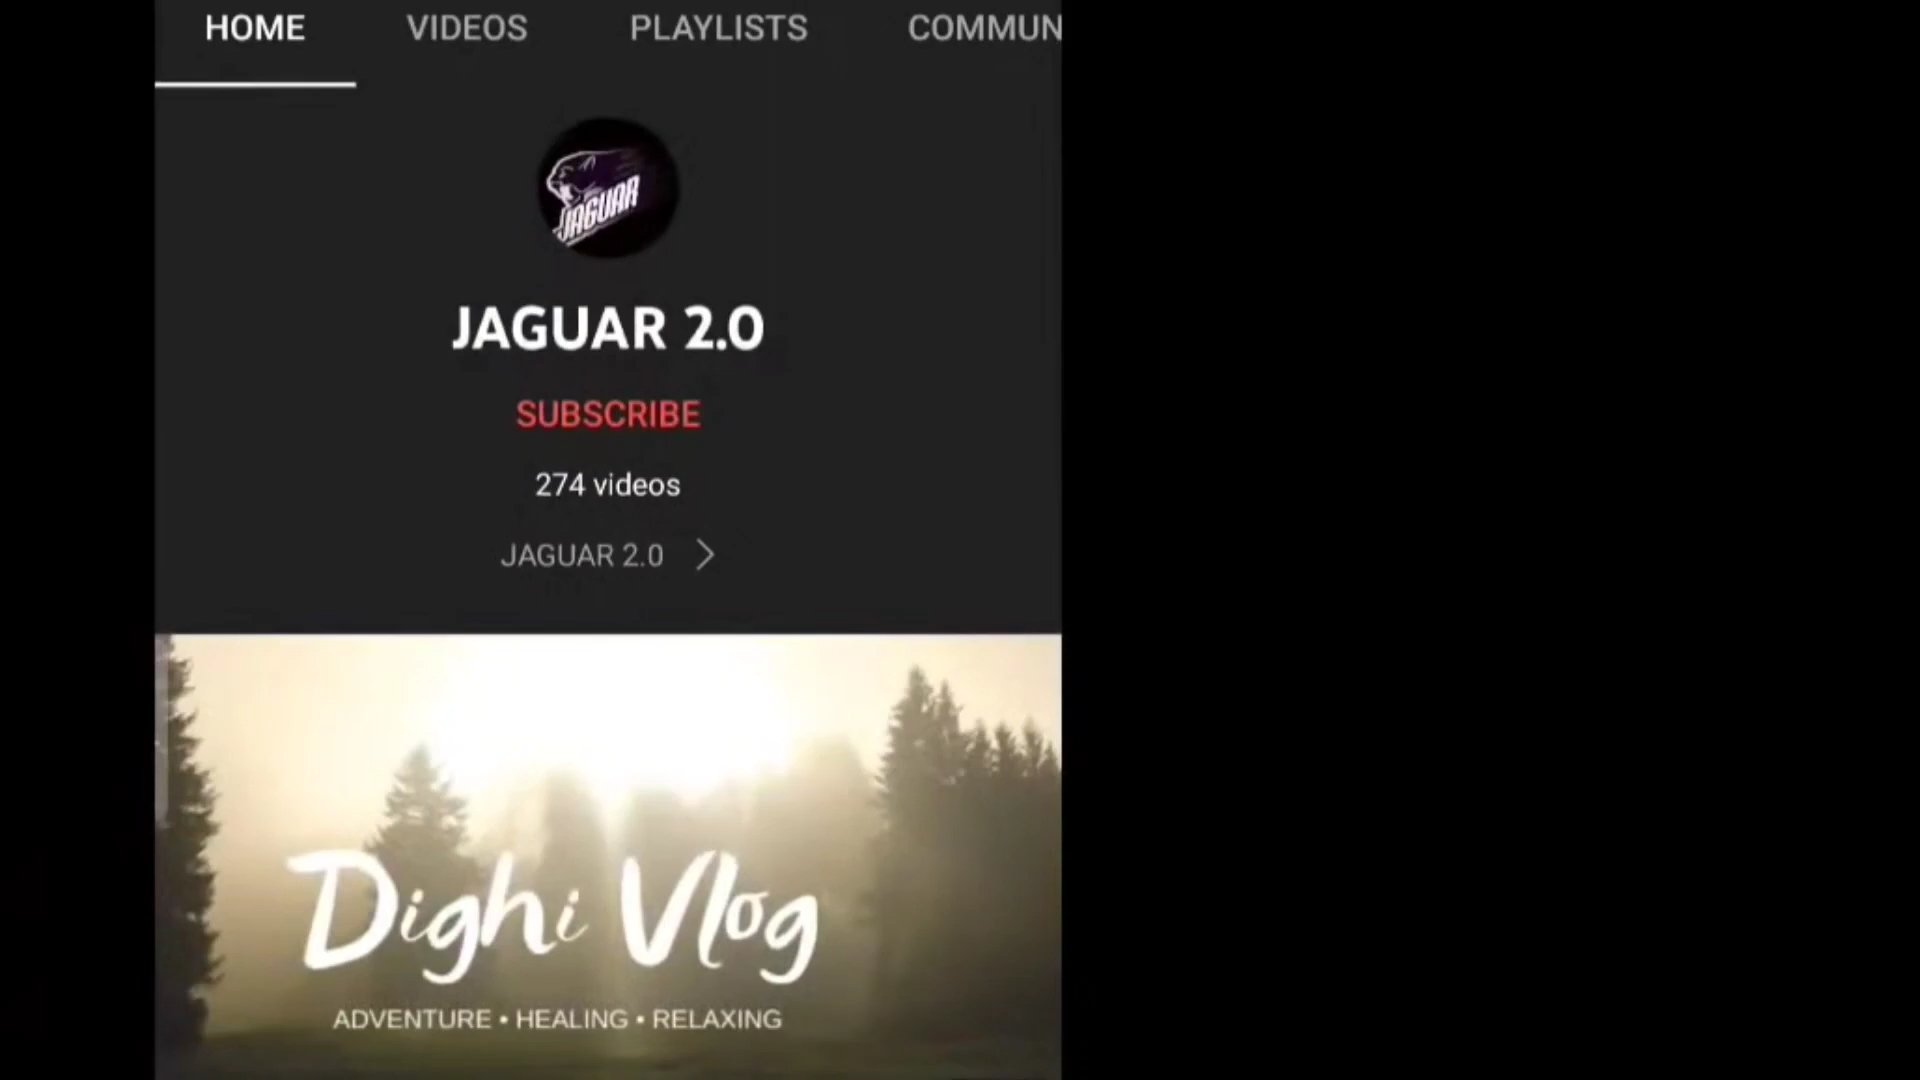 HOME VIDEOS PLAYLISTS COMMUN
JAGUAR
JAGUAR 2.0
SUBSCRIBE
274 videos
JAGUAR 2.0
Dighi Vlog
ADVENTURE • HEALING • RELAXING